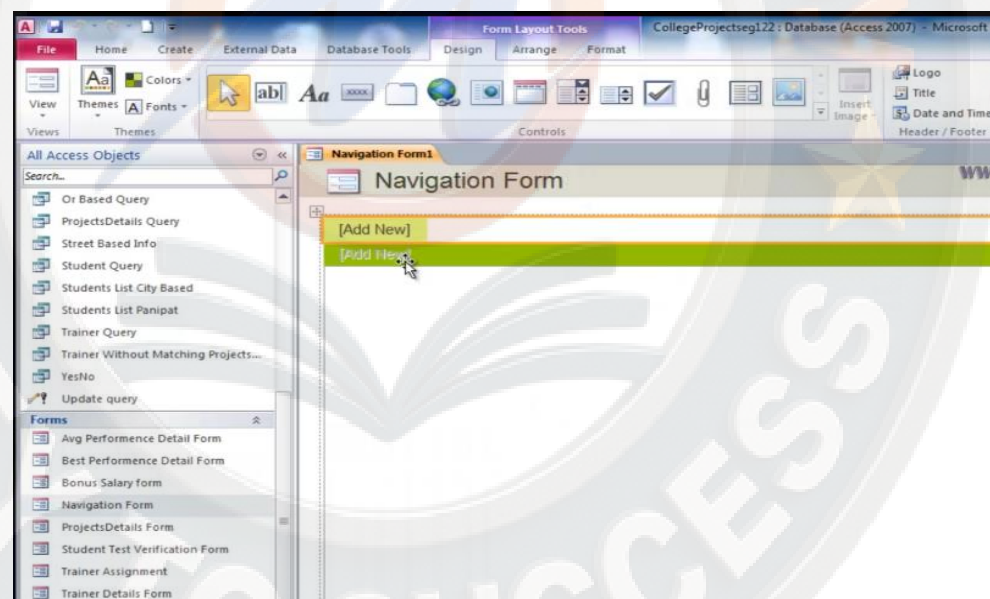 Form Layout Tools
CollegeProjectseg122 : Database (Access 2007) - Microsoft
File Home Create External Data Database Tools Design Arrange Format
View
Themes
Colors
Fonts
Aa
ab|
Aa
XXXX
Insert Image
Logo
Title
Date and Time
Views Themes Controls Header / Footer
All Access Objects
Search..
Or Based Query
ProjectsDetails Query
Street Based Info
Student Query
Students List City Based
Students List Panipat
Trainer Query
Trainer Without Matching Projects...
YesNo
Update query
Forms
Avg Performence Detail Form
Best Performence Detail Form
Bonus Salary form
Navigation Form
ProjectsDetails Form
Student Test Verification Form
Trainer Assignment
Trainer Details Form
Navigation Form1
Navigation Form
[Add New]
[Add New]
SUCCESS